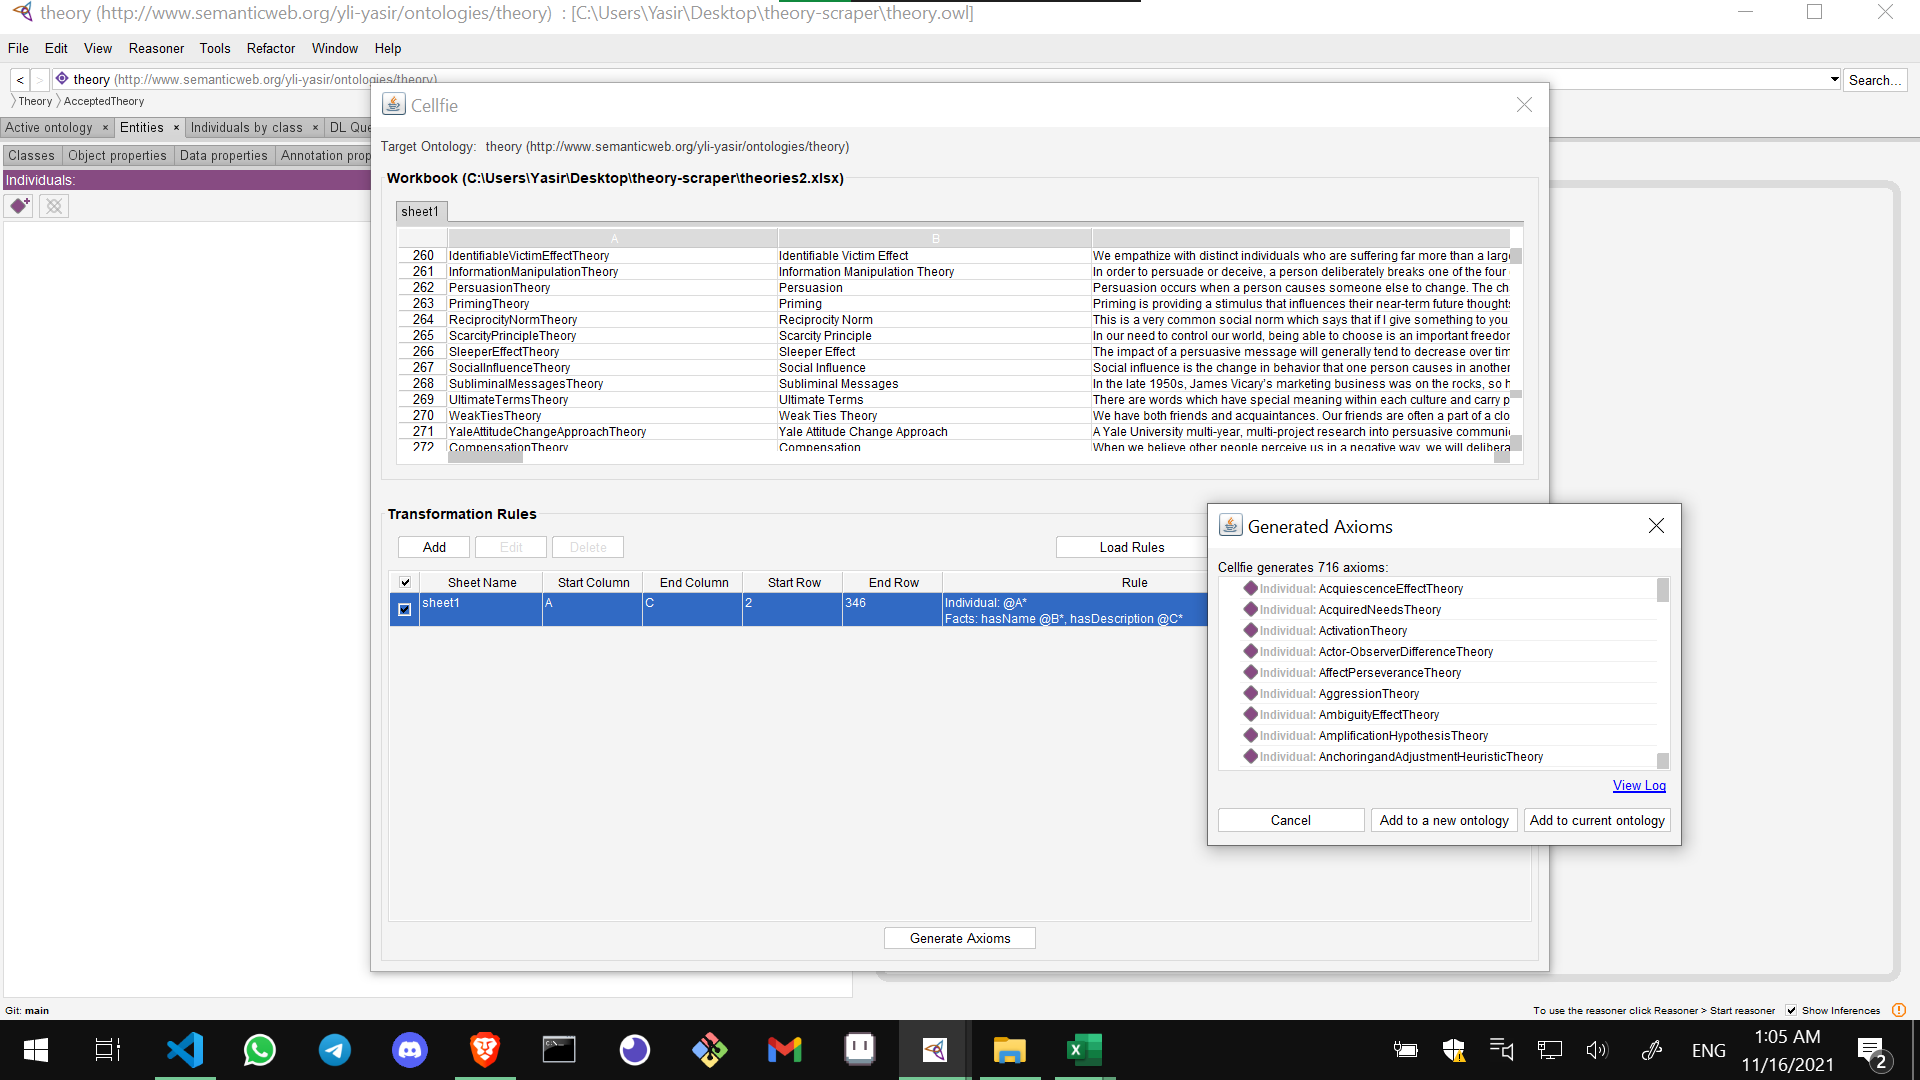 theory (http://www.semanticweb.org/yli-yasir/ontologies/theory) : [C:\Users\Yasir\Desktop\theory-scraper\theory.owl]
File Edit View Reasoner Tools Refactor Window Help
< > theory (http://www.semanticweb.org/yli-yasir/ontologies/theory) Search...
Theory AcceptedTheory
Active ontology × Entities × Individuals by class × DL Que
Classes Object properties Data properties Annotation prop
Individuals:
Cellfie
Target Ontology: theory (http://www.semanticweb.org/yli-yasir/ontologies/theory)
Workbook (C:\Users\Yasir\Desktop\theory-scraper\theories2.xlsx)
sheet1
A B
260 IdentifiableVictimEffectTheory Identifiable Victim Effect We empathize with distinct individuals who are suffering far more than a large
261 InformationManipulationTheory Information Manipulation Theory In order to persuade or deceive, a person deliberately breaks one of the four
262 PersuasionTheory Persuasion Persuasion occurs when a person causes someone else to change. The ch
263 PrimingTheory Priming Priming is providing a stimulus that influences their near-term future thoughts
264 ReciprocityNormTheory Reciprocity Norm This is a very common social norm which says that if I give something to you
265 ScarcityPrincipleTheory Scarcity Principle In our need to control our world, being able to choose is an important freedom
266 SleeperEffectTheory Sleeper Effect The impact of a persuasive message will generally tend to decrease over tim
267 SocialInfluenceTheory Social Influence Social influence is the change in behavior that one person causes in another
268 SubliminalMessagesTheory Subliminal Messages In the late 1950s, James Vicary's marketing business was on the rocks, so h
269 UltimateTermsTheory Ultimate Terms There are words which have special meaning within each culture and carry p
270 WeakTiesTheory Weak Ties Theory We have both friends and acquaintances. Our friends are often a part of a clo
271 YaleAttitudeChangeApproachTheory Yale Attitude Change Approach A Yale University multi-year, multi-project research into persuasive communi
272 CompensationTheory Compensation When we believe other people perceive us in a negative way, we will delibera
Transformation Rules
Add Edit Delete Load Rules
Sheet Name Start Column End Column Start Row End Row Rule
sheet1 A C 2 346 Individual: @A*
Facts: hasName @B*, hasDescription @C*
Generate Axioms
Generated Axioms
Cellfie generates 716 axioms:
Individual: AcquiescenceEffectTheory
Individual: AcquiredNeedsTheory
Individual: ActivationTheory
Individual: Actor-ObserverDifferenceTheory
Individual: AffectPerseveranceTheory
Individual: AggressionTheory
Individual: AmbiguityEffectTheory
Individual: AmplificationHypothesisTheory
Individual: AnchoringandAdjustmentHeuristicTheory
View Log
Cancel Add to a new ontology Add to current ontology
Git: main To use the reasoner click Reasoner > Start reasoner Show Inferences
ENG 1:05 AM
11/16/2021 2